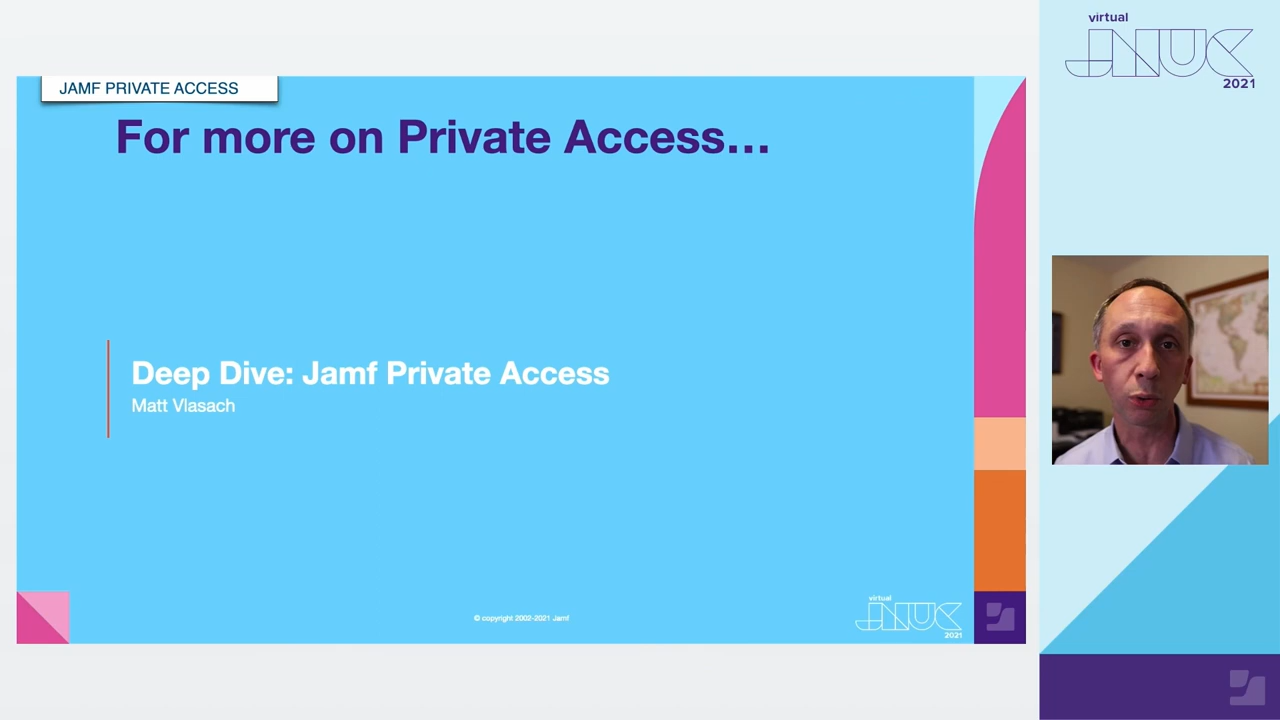 JAMF PRIVATE ACCESS
For more on Private Access...
Deep Dive: Jamf Private Access
Matt Vlasach
© copyright 2002-2021 Jamf
virtual
JNUC
2021
virtual
JNUC
2021